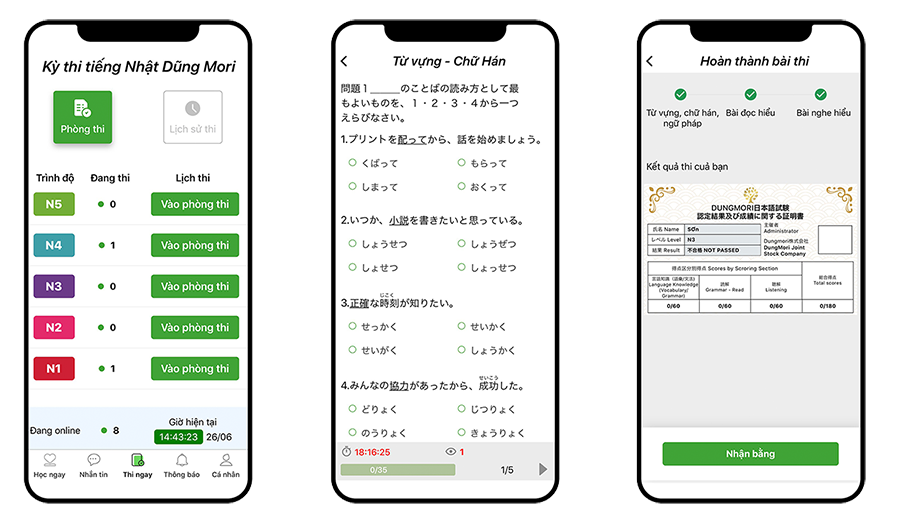 Kỳ thi tiếng Nhật Dũng Mori
Phòng thi
Lịch sử thi
Trình độ Đang thi Lịch thi
N5 0 Vào phòng thi
N4 1 Vào phòng thi
N3 0 Vào phòng thi
N2 0 Vào phòng thi
N1 1 Vào phòng thi
Đang online 8
Giờ hiện tại
14:43:23 26/06
Học ngay Nhắn tin Thi ngay Thông báo Cá nhân
Từ vựng - Chữ Hán
問題1_____のことばの読み方として最
もよいものを、1・2・3・4から一つ
えらびなさい。
1.プリントを配ってから、話を始めましょう。
くばって もらって
しまって おくって
2.いつか、小説を書きたいと思っている。
しょうせつ しょうぜつ
しょせつ しょっせつ
じこく
3.正確な時刻が知りたい。
せっかく せいかく
せいがく しょうかく
せいこう
4.みんなの協力があったから、成功した。
どりょく じつりょく
のうりょく きょうりょく
18:16:25 1
0/35 1/5
Hoàn thành bài thi
Từ vựng, chữ hán, ngữ pháp
Bài đọc hiểu
Bài nghe hiểu
Kết quả thi cuả bạn
DUNGMORI日本語試験
認定結果及び成績に関する証明書
氏名 Name Sơn
レベル Level N3
結果 Result 不合格 NOT PASSED
主催者
Administrator
Dungmori株式会社
DungMori Joint
Stock Company
得点区分別得点 Scores by Scroring Section
言語知識（語彙/文法）
Language Knowledge
(Vocabulary/
Grammar)
読解
Grammar - Read
聴解
Listening
総合得点
Total scores
0/60 0/60 0/60 0/180
Nhận bằng